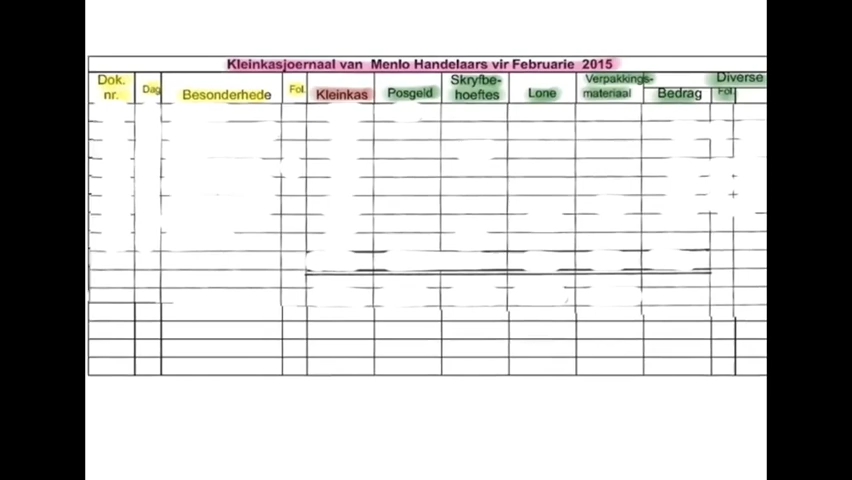 Kleinkasjoernaal van Menlo Handelaars vir Februarie 2015
Dok. nr. Dag Besonderhede Fol. Kleinkas Posgeld Skryfbe-hoeftes Lone Verpakkings-materiaal Diverse
Bedrag Fol.